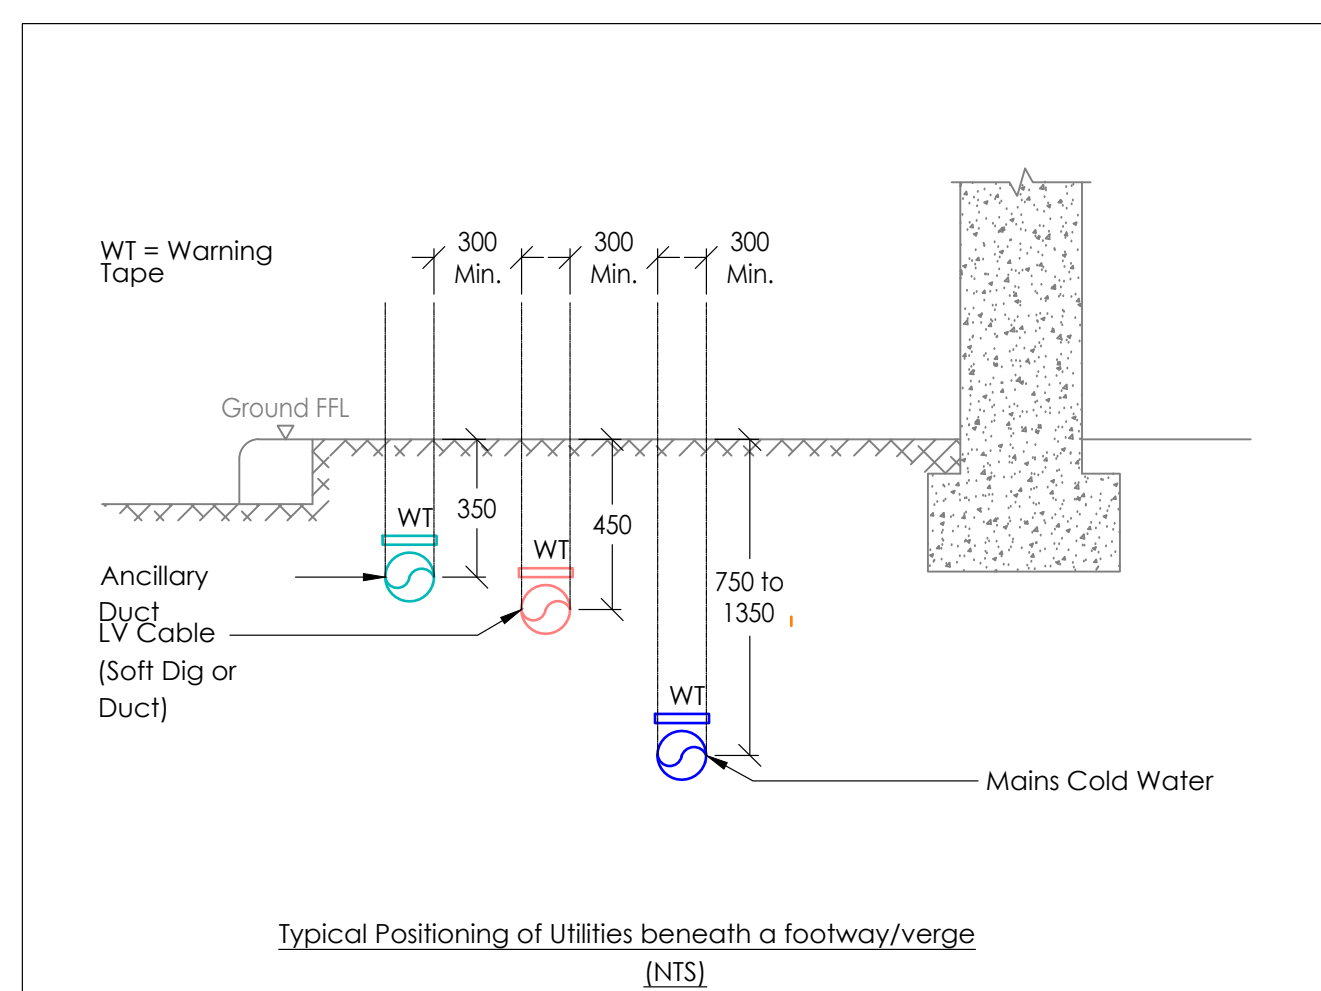 WT = Warning
Tape
300
Min.
300
Min.
300
Min.
Ground FFL
WT
350
WT
450
Ancillary
Duct
LV Cable
(Soft Dig or
Duct)
750 to
1350
WT
Mains Cold Water
Typical Positioning of Utilities beneath a footway/verge
(NTS)